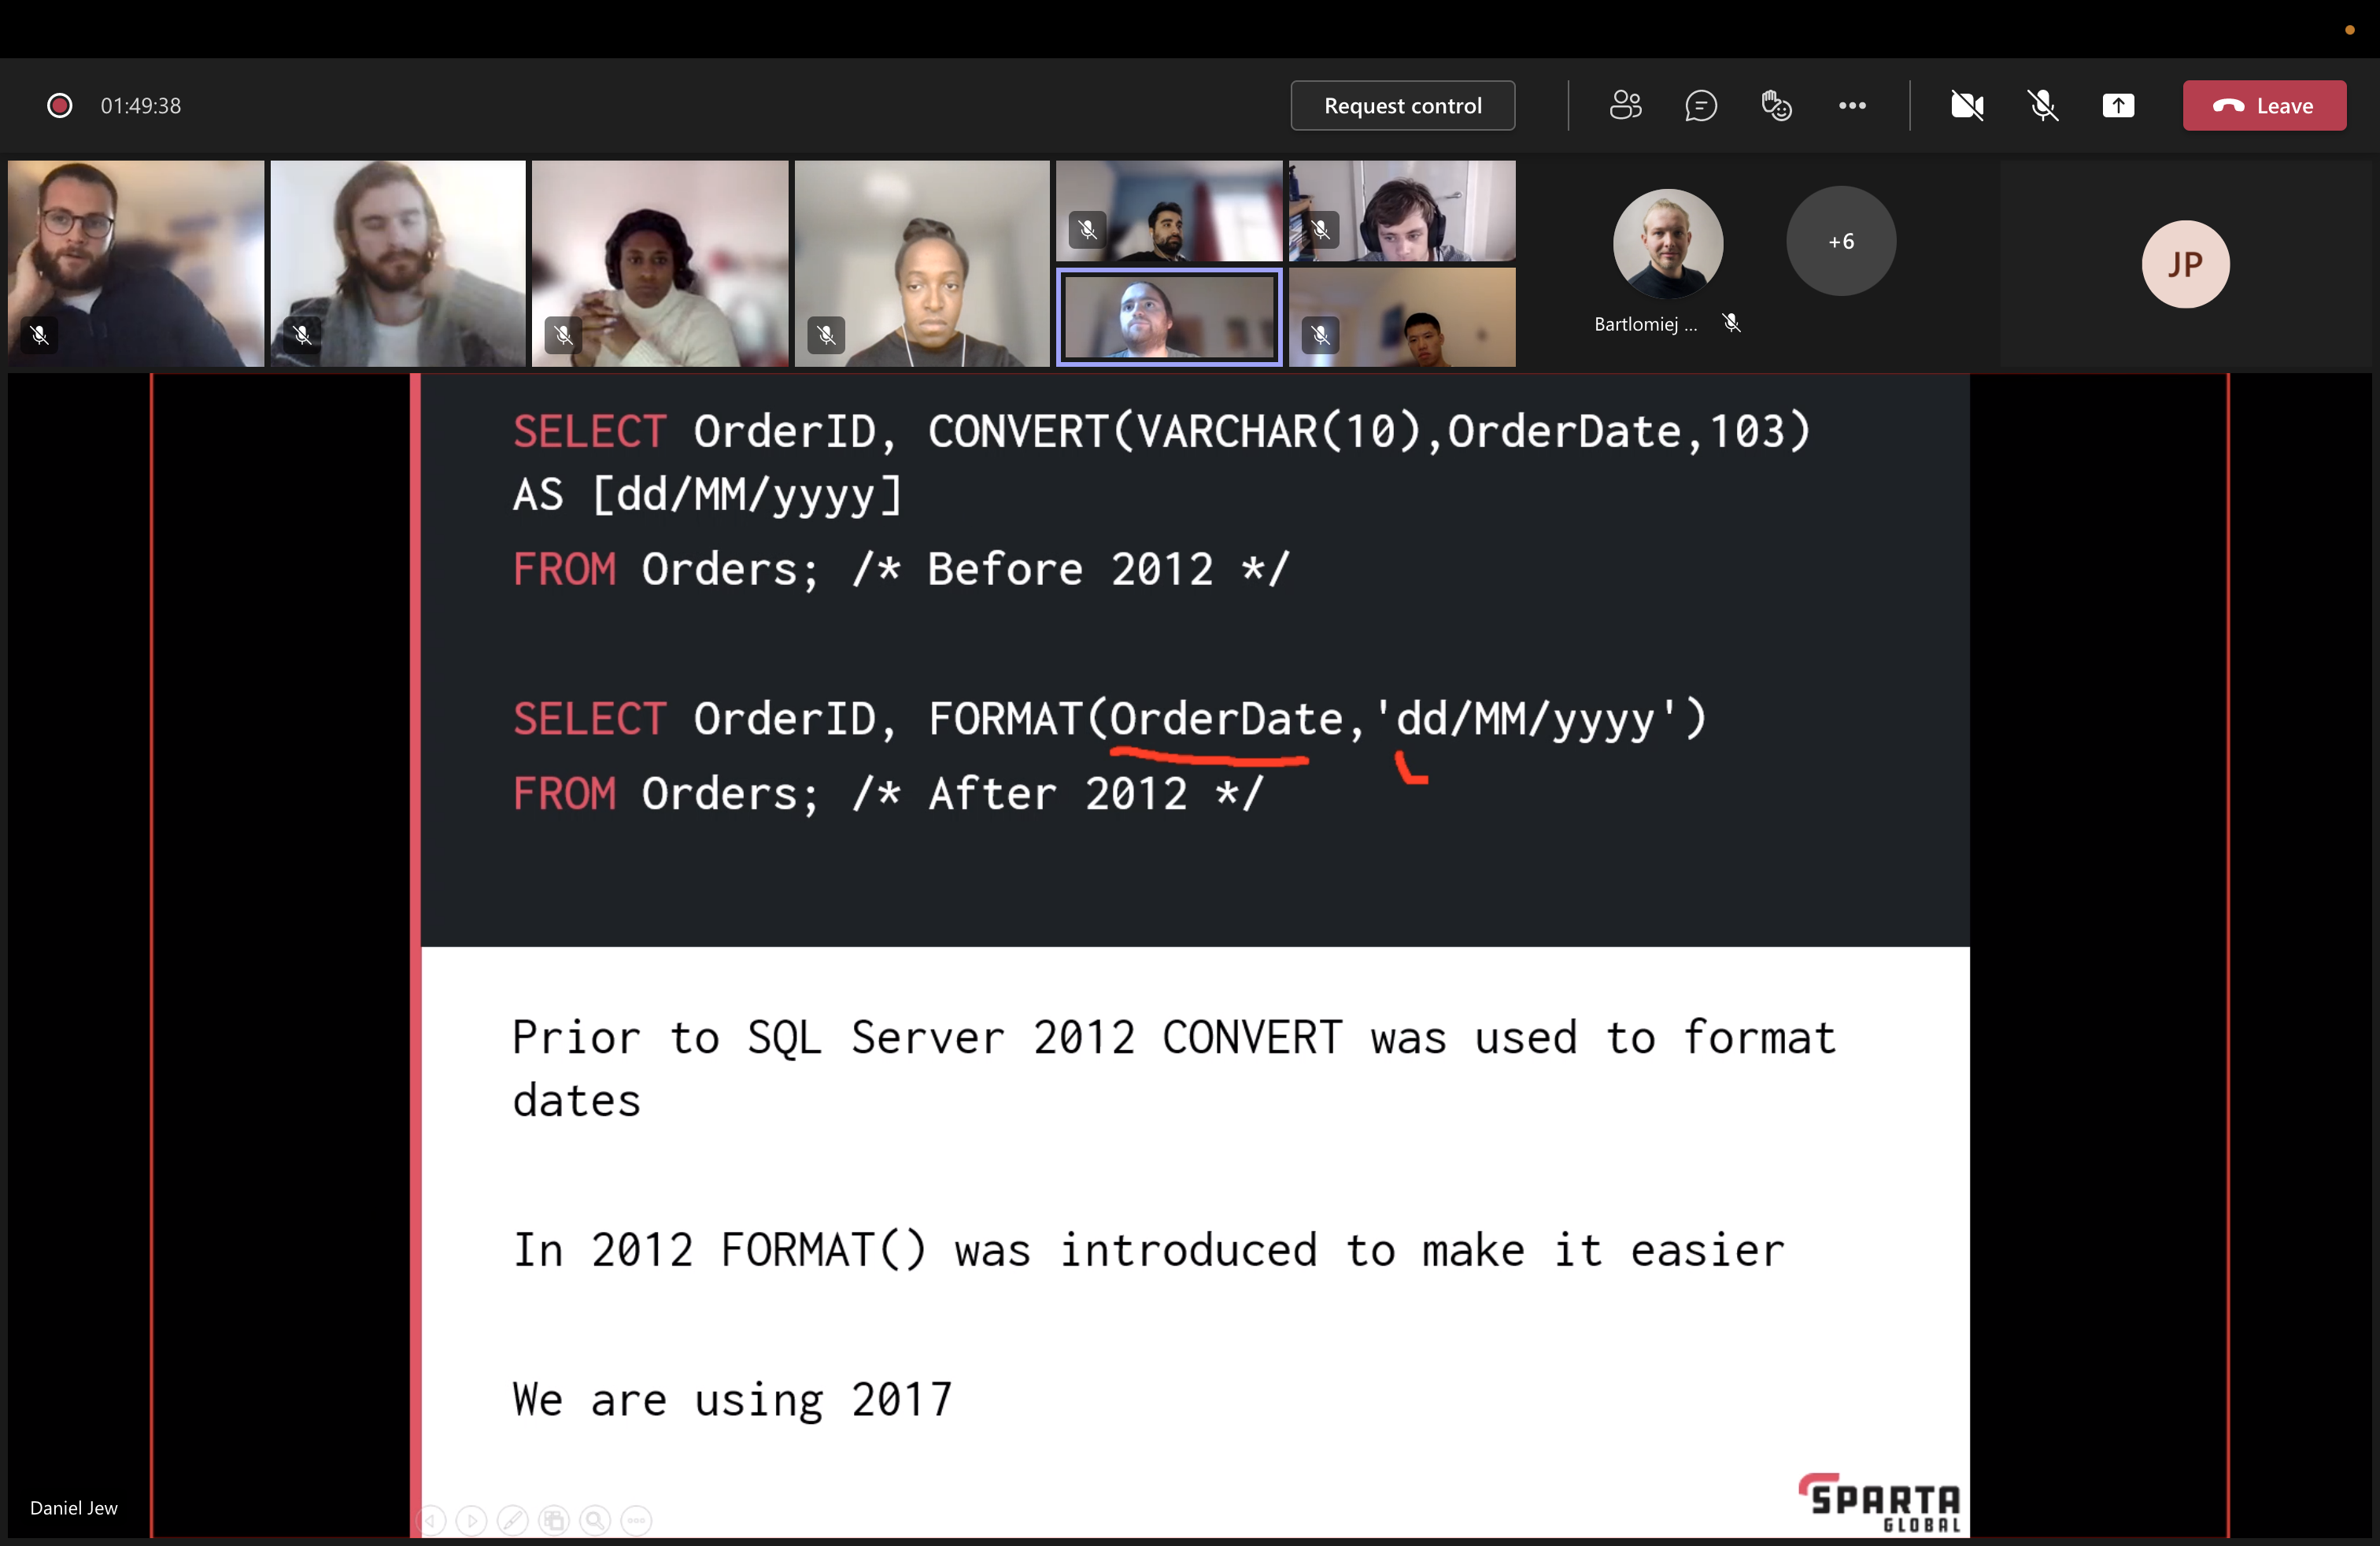 01:49:38
Request control
Leave
+6
JP
Bartlomiej ...
SELECT OrderID, CONVERT(VARCHAR(10),OrderDate,103)
AS [dd/MM/yyyy]
FROM Orders; /* Before 2012 */
SELECT OrderID, FORMAT(OrderDate,'dd/MM/yyyy')
FROM Orders; /* After 2012 */
Prior to SQL Server 2012 CONVERT was used to format
dates
In 2012 FORMAT() was introduced to make it easier
We are using 2017
SPARTA
GLOBAL
Daniel Jew